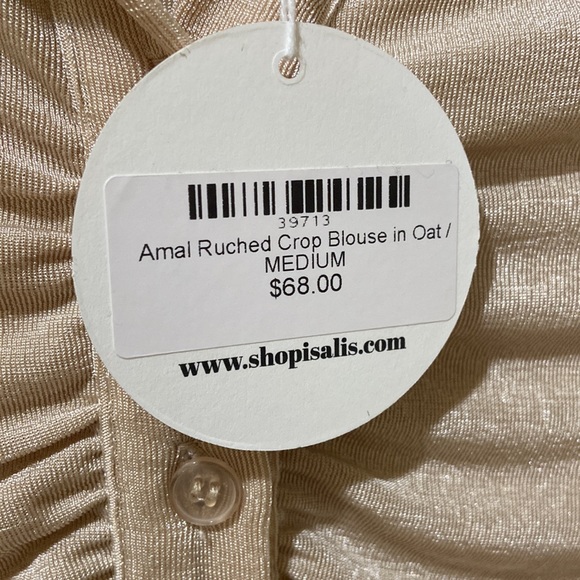 39713
Amal Ruched Crop Blouse in Oat /
MEDIUM
$68.00
www.shopisalis.com